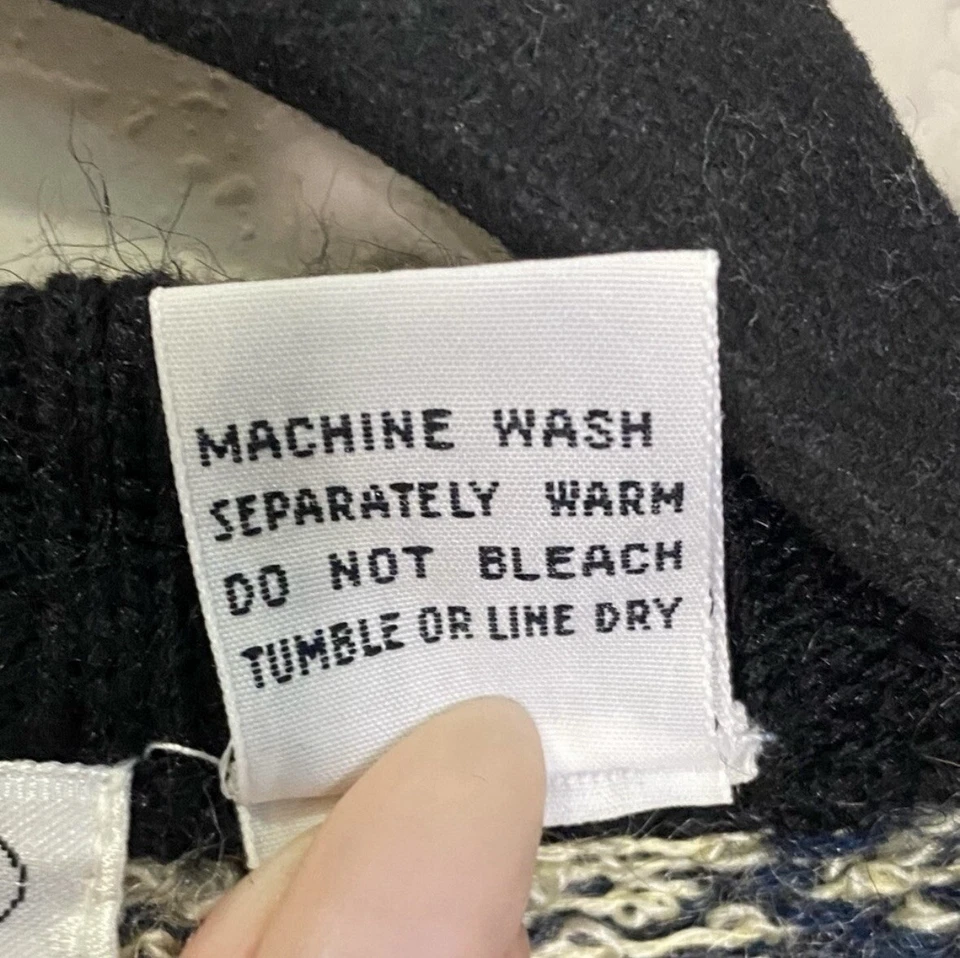 MACHINE WASH
SEPARATELY WARM
DO NOT BLEACH
TUMBLE OR LINE DRY